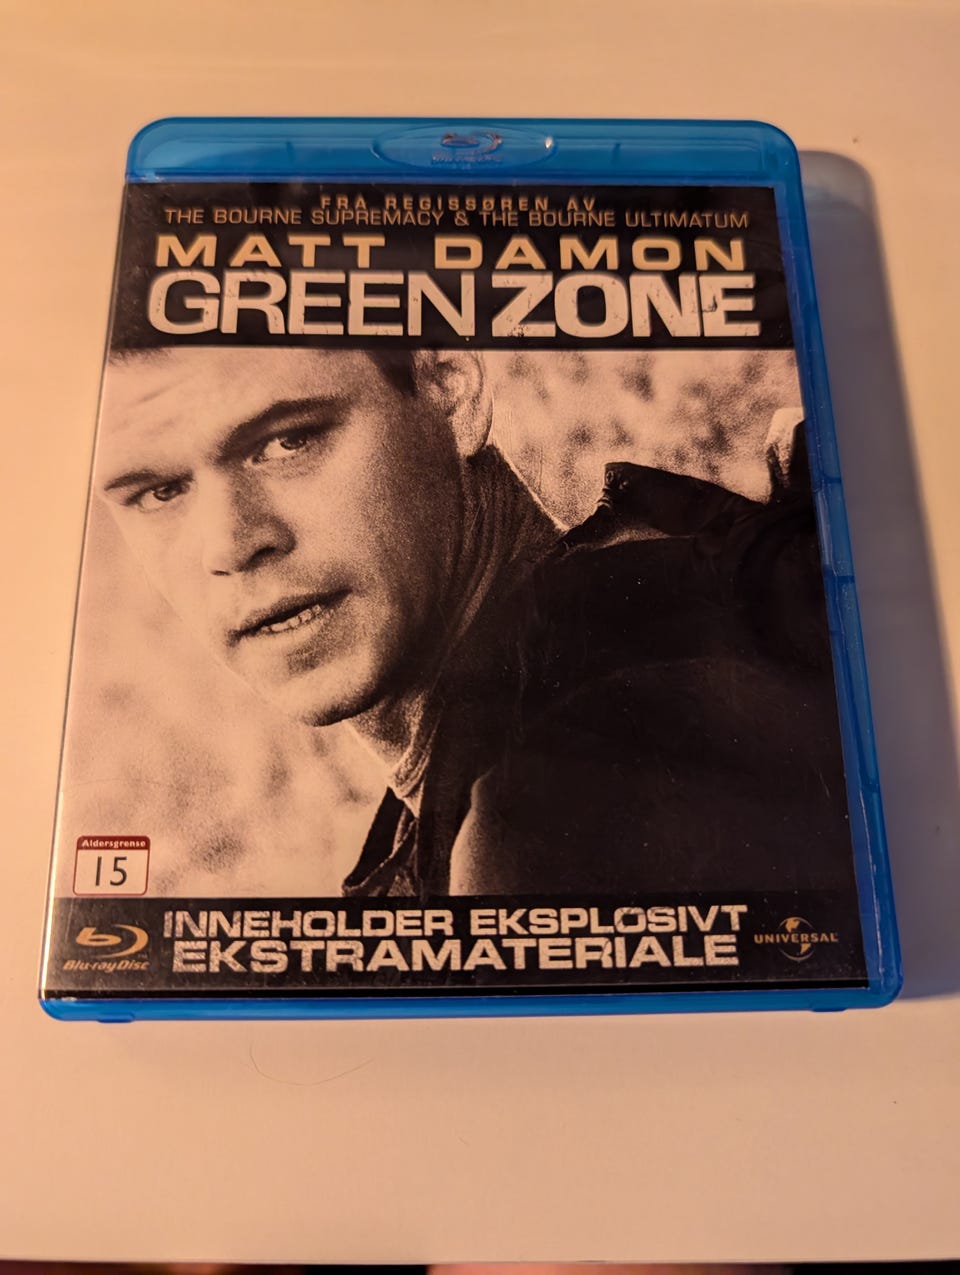 FRA REGISSØREN AV
THE BOURNE SUPREMACY & THE BOURNE ULTIMATUM
MATT DAMON
GREEN ZONE
Aldersgrense
15
INNEHOLDER EKSPLOSIVT
EKSTRAMATERIALE
Blu-ray Disc
UNIVERSAL